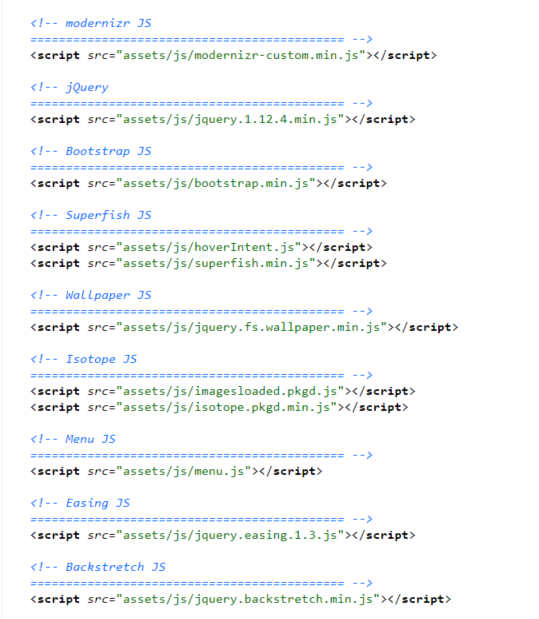 <!-- modernizr JS
============================================ -->
<script src="assets/js/modernizr-custom.min.js"></script>
<!-- jQuery
============================================ -->
<script src="assets/js/jquery.1.12.4.min.js"></script>
<!-- Bootstrap JS
============================================ -->
<script src="assets/js/bootstrap.min.js"></script>
<!-- Superfish JS
============================================ -->
<script src="assets/js/hoverIntent.js"></script>
<script src="assets/js/superfish.min.js"></script>
<!-- Wallpaper JS
============================================ -->
<script src="assets/js/jquery.fs.wallpaper.min.js"></script>
<!-- Isotope JS
============================================ -->
<script src="assets/js/imagesloaded.pkgd.js"></script>
<script src="assets/js/isotope.pkgd.min.js"></script>
<!-- Menu JS
============================================ -->
<script src="assets/js/menu.js"></script>
<!-- Easing JS
============================================ -->
<script src="assets/js/jquery.easing.1.3.js"></script>
<!-- Backstretch JS
============================================ -->
<script src="assets/js/jquery.backstretch.min.js"></script>